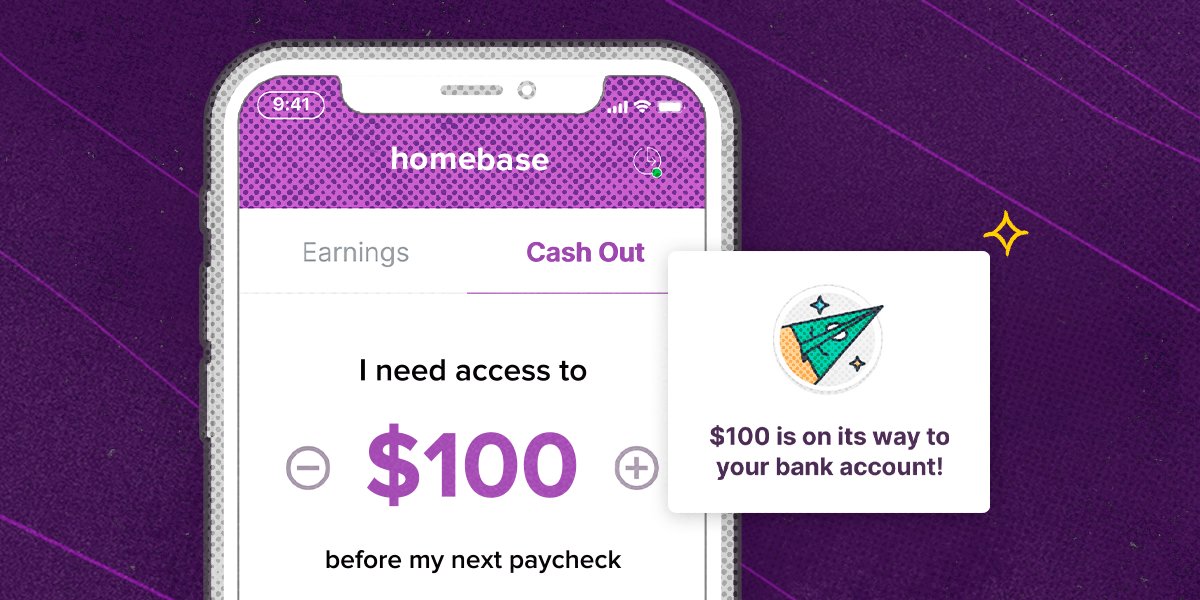 9:41
homebase
Earnings
Cash Out
I need access to
$100
before my next paycheck
$100 is on its way to
your bank account!